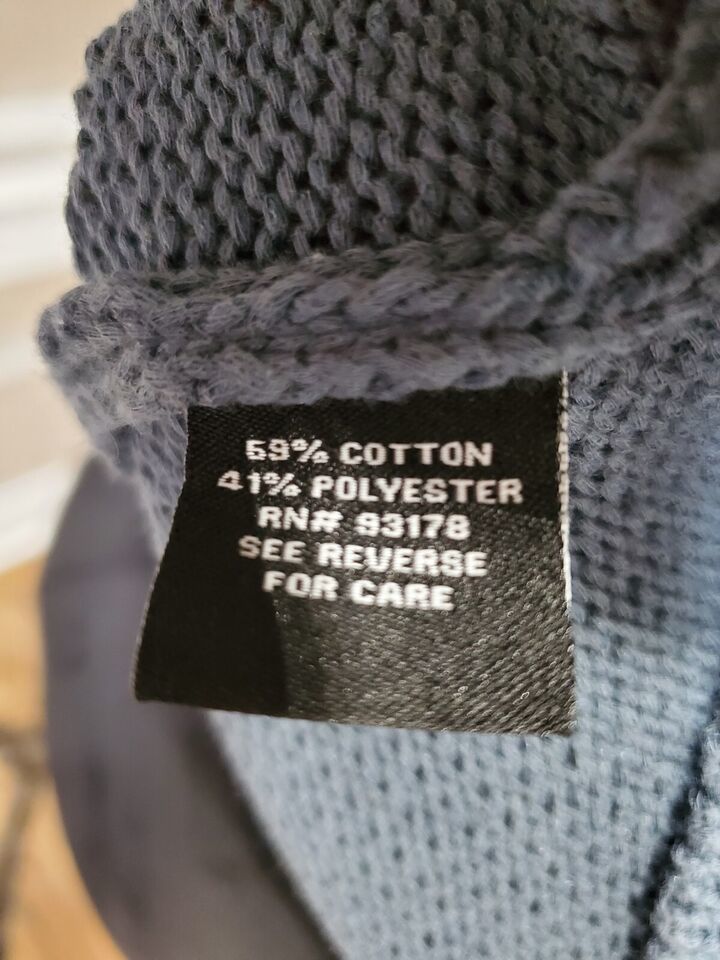 59% COTTON
41% POLYESTER
RN# 93178
SEE REVERSE
FOR CARE